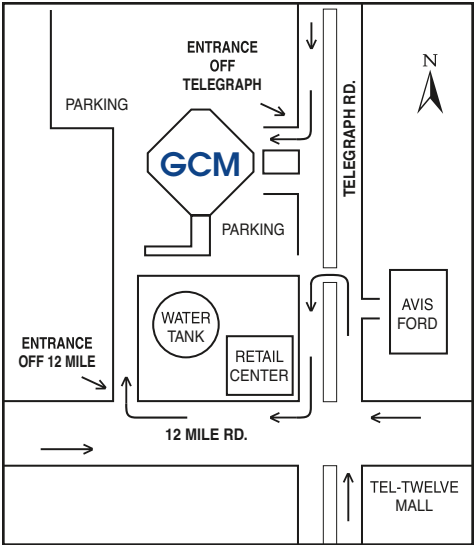 ENTRANCE
OFF
TELEGRAPH
N
PARKING
TELEGRAPH RD.
GCM
PARKING
WATER
TANK
AVIS
FORD
ENTRANCE
OFF 12 MILE
RETAIL
CENTER
12 MILE RD.
TEL-TWELVE
MALL